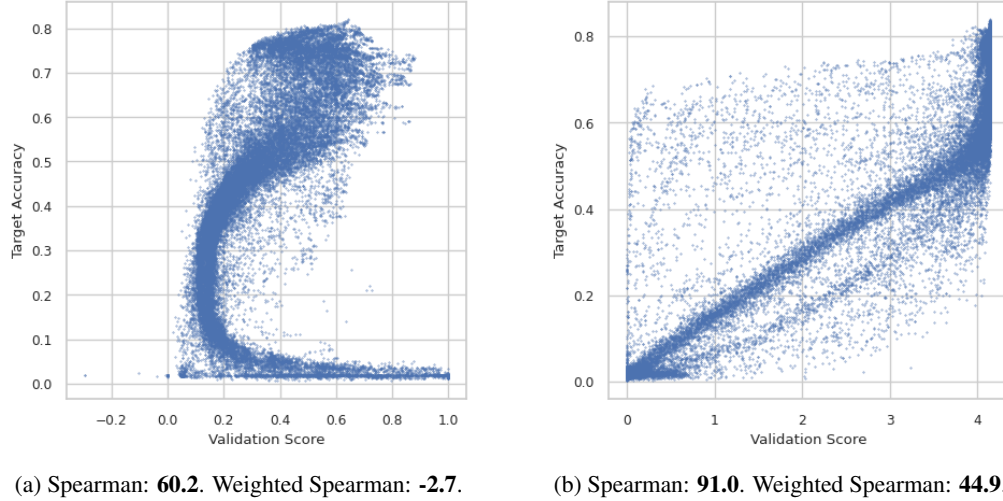 0.8
0.7
0.6
0.5
0.4
0.3
0.2
0.1
0.0
Target Accuracy
−0.2 0.0 0.2 0.4 0.6 0.8 1.0
Validation Score
0.8
0.6
0.4
0.2
0.0
Target Accuracy
0 1 2 3 4
Validation Score
(a) Spearman: 60.2. Weighted Spearman: -2.7.
(b) Spearman: 91.0. Weighted Spearman: 44.9